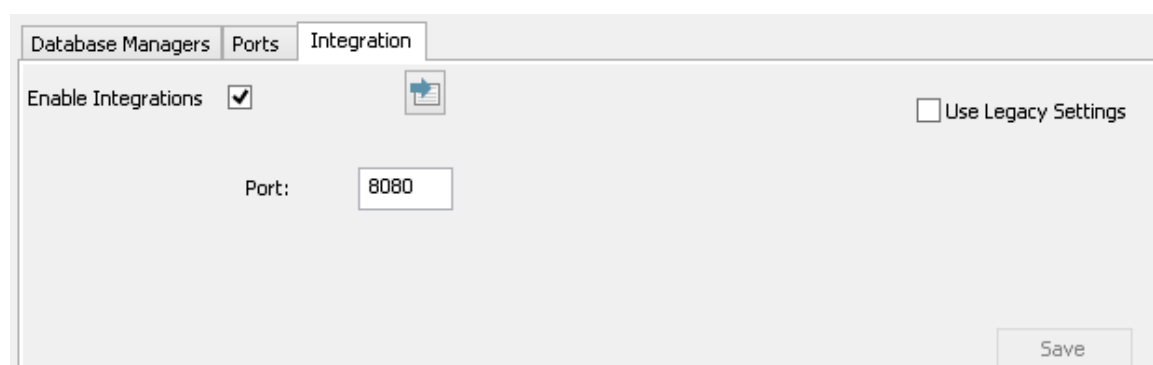 Database Managers Ports Integration
Enable Integrations
Use Legacy Settings
Port: 8080
Save